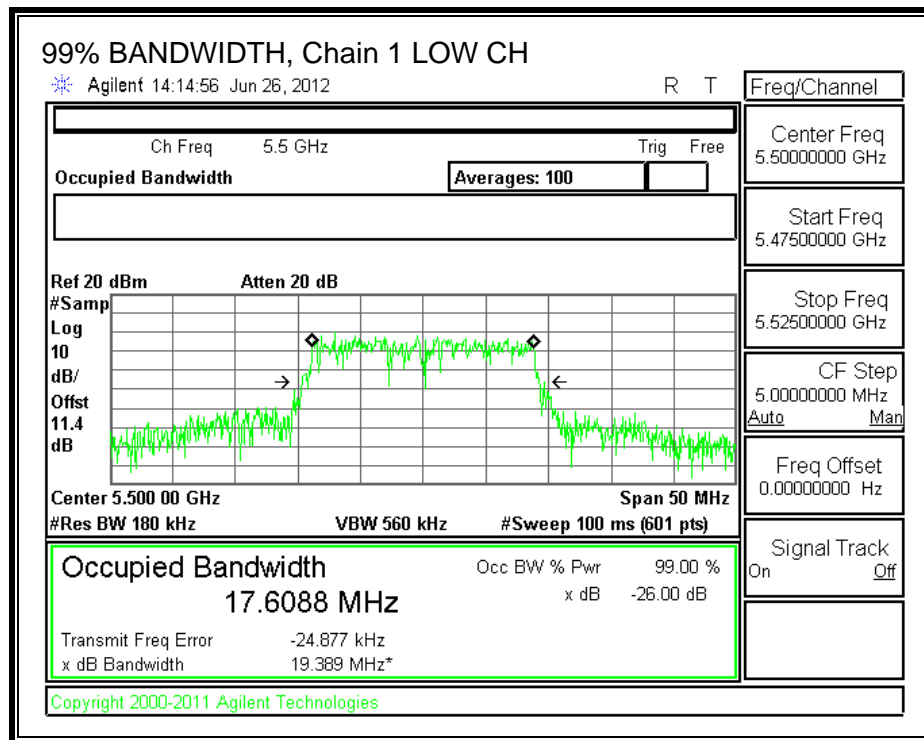 99% BANDWIDTH, Chain 1 LOW CH
Agilent 14:14:56 Jun 26, 2012
R T
Ch Freq 5.5 GHz
Trig Free
Occupied Bandwidth
Averages: 100
Ref 20 dBm
Atten 20 dB
#Samp
Log
10
dB/
Offst
11.4
dB
Center 5.500 00 GHz
Span 50 MHz
#Res BW 180 kHz
VBW 560 kHz
#Sweep 100 ms (601 pts)
Occupied Bandwidth
17.6088 MHz
Occ BW % Pwr 99.00 %
x dB -26.00 dB
Transmit Freq Error -24.877 kHz
x dB Bandwidth 19.389 MHz*
Copyright 2000-2011 Agilent Technologies
Freq/Channel
Center Freq
5.50000000 GHz
Start Freq
5.47500000 GHz
Stop Freq
5.52500000 GHz
CF Step
5.00000000 MHz
Auto Man
Freq Offset
0.00000000 Hz
Signal Track
On Off